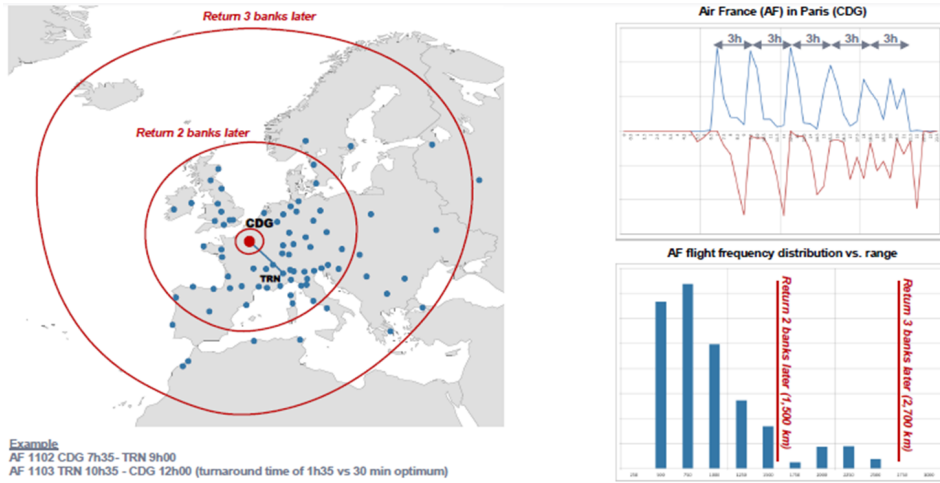 Return 3 banks later
Return 2 banks later
CDG
TRN
Example
AF 1102 CDG 7h35- TRN 9h00
AF 1103 TRN 10h35 - CDG 12h00 (turnaround time of 1h35 vs 30 min optimum)
Air France (AF) in Paris (CDG)
3h 3h 3h 3h 3h
AF flight frequency distribution vs. range
Return 2 banks later (1,500 km)
Return 3 banks later (2,700 km)